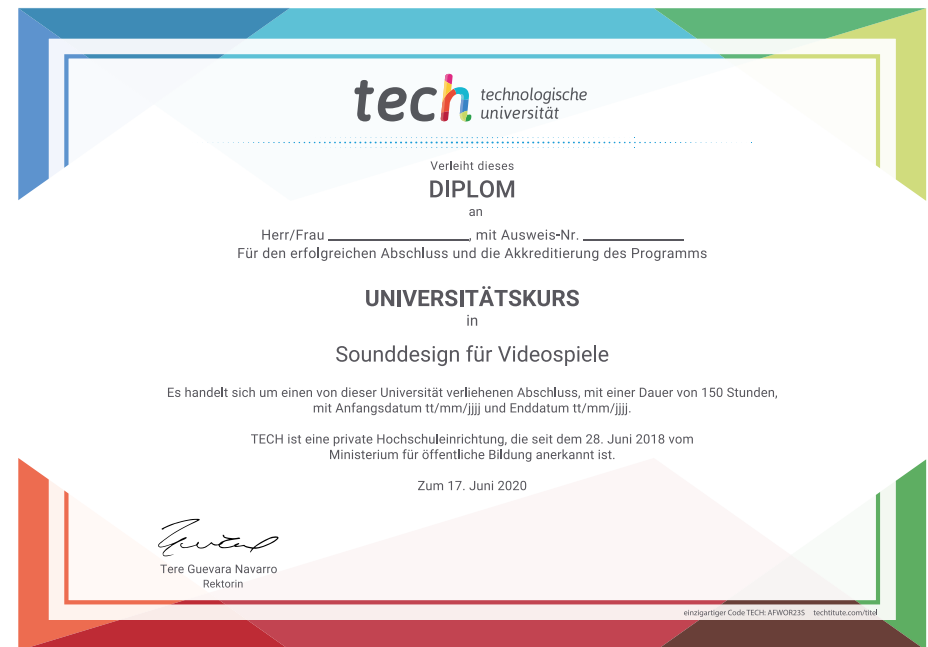 tech technologische
universität
Verleiht dieses
DIPLOM
an
Herr/Frau ____________________, mit Ausweis-Nr. ______________
Für den erfolgreichen Abschluss und die Akkreditierung des Programms
UNIVERSITÄTSKURS
in
Sounddesign für Videospiele
Es handelt sich um einen von dieser Universität verliehenen Abschluss, mit einer Dauer von 150 Stunden,
mit Anfangsdatum tt/mm/jjjj und Enddatum tt/mm/jjjj.
TECH ist eine private Hochschuleinrichtung, die seit dem 28. Juni 2018 vom
Ministerium für öffentliche Bildung anerkannt ist.
Zum 17. Juni 2020
Tere Guevara Navarro
Rektorin
einzigartiger Code TECH: AFWOR23S techtitute.com/titel